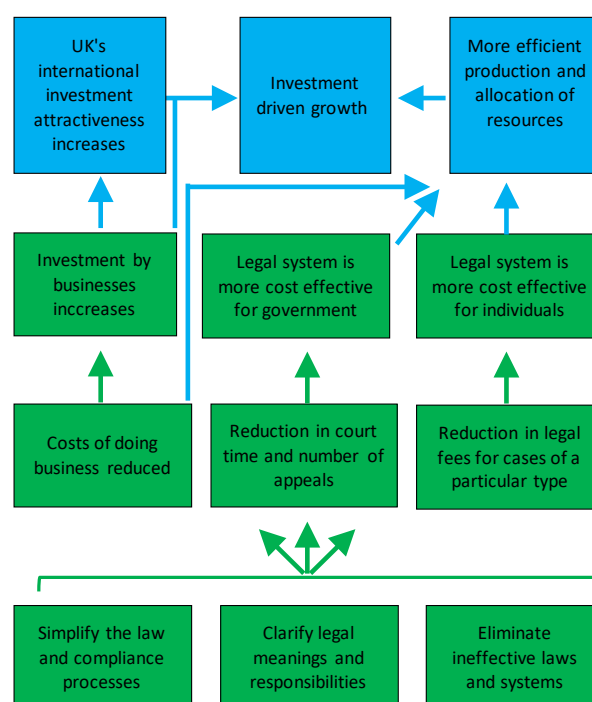 UK's
international
investment
attractiveness
increases
Investment
driven growth
More efficient
production and
allocation of
resources
Investment by
businesses
inccreases
Legal system is
more cost effective
for government
Legal system is
more cost effective
for individuals
Costs of doing
business reduced
Reduction in court
time and number of
appeals
Reduction in legal
fees for cases of a
particular type
Simplify the law
and compliance
processes
Clarify legal
meanings and
responsibilities
Eliminate
ineffective laws
and systems